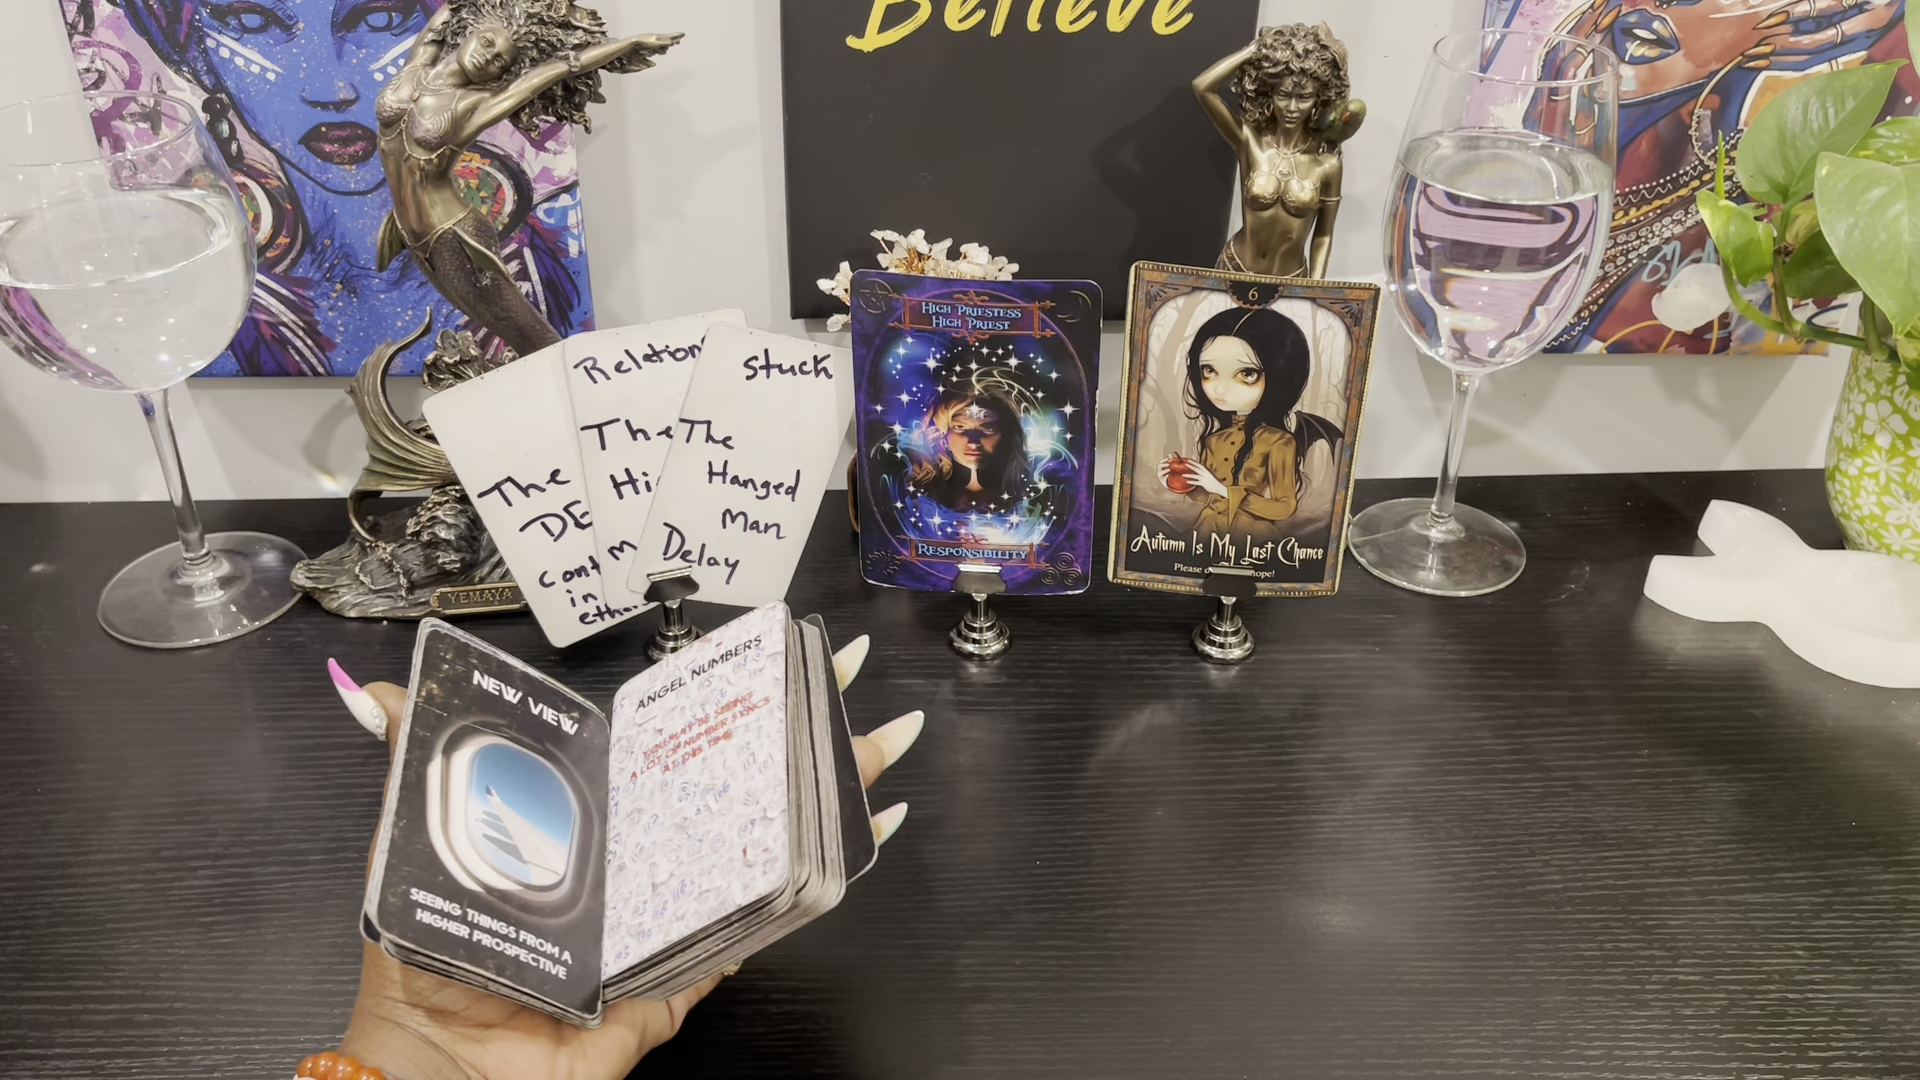 Believe
The
DE
cont
in
Relation
The
Hi
M
Stuck
The
Hanged
Man
Delay
HIGH PRIESTESS
HIGH PRIEST
RESPONSIBILITY
6
AUTUMN IS MY LAST CHANCE
Please
hope!
YEMAYA
NEW VIEW
SEEING THINGS FROM A
HIGHER PROSPECTIVE
ANGEL NUMBERS
YOU MAY BE SEEING
A LOT OF NUMBER SYNCS
AT THIS TIME